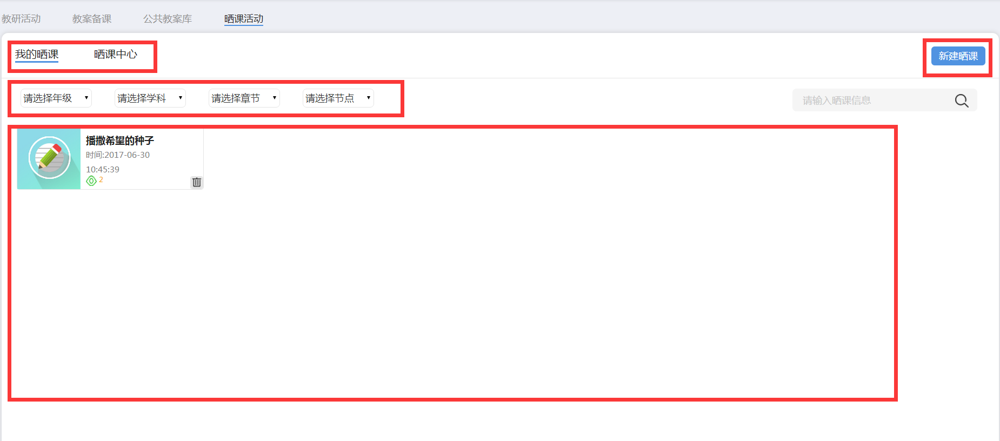 教研活动 教案备课 公共教案库 晒课活动
我的晒课 晒课中心 新建晒课
请选择年级 请选择学科 请选择章节 请选择节点 请输入晒课信息
播撒希望的种子
时间:2017-06-30
10:45:39
2